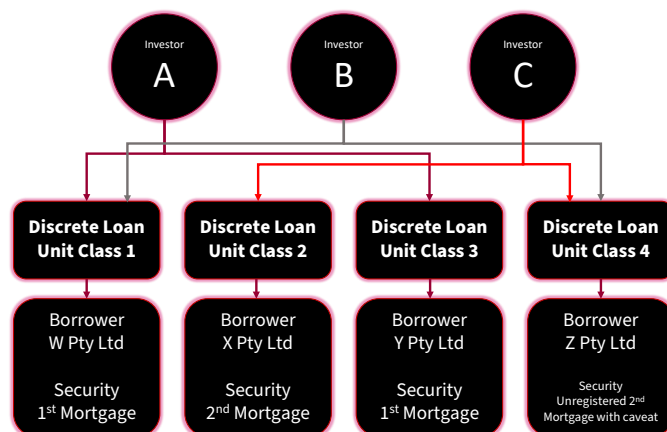 Investor
A
Investor
B
Investor
C
Discrete Loan
Unit Class 1
Discrete Loan
Unit Class 2
Discrete Loan
Unit Class 3
Discrete Loan
Unit Class 4
Borrower
W Pty Ltd
Security
1st Mortgage
Borrower
X Pty Ltd
Security
2nd Mortgage
Borrower
Y Pty Ltd
Security
1st Mortgage
Borrower
Z Pty Ltd
Security
Unregistered 2nd
Mortgage with caveat